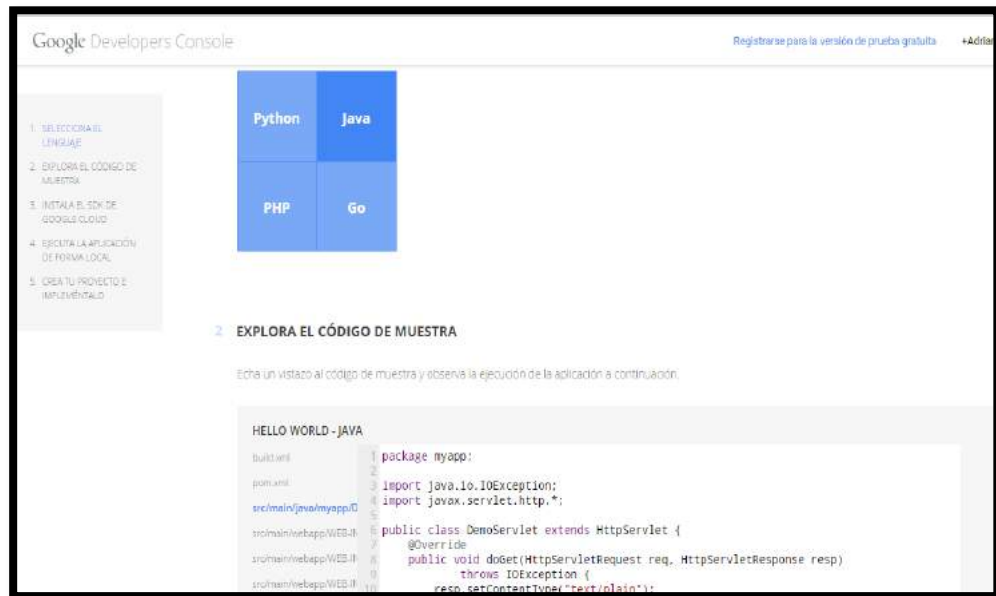 Google Developers Console
Registrarse para la versión de prueba gratuita
+Adrian
1. SELECCIONA EL
LENGUAJE
2. EXPLORA EL CÓDIGO DE
MUESTRA
3. INSTALA EL SDK DE
GOOGLE CLOUD
4. EJECUTA LA APLICACIÓN
DE FORMA LOCAL
5. CREA TU PROYECTO E
IMPLEMÉNTALO
Python
Java
PHP
Go
2 EXPLORA EL CÓDIGO DE MUESTRA
Echa un vistazo al código de muestra y observa la ejecución de la aplicación a continuación.
HELLO WORLD - JAVA
build.xml
pom.xml
src/main/java/myapp/D
src/main/webapp/WEB-IN
src/main/webapp/WEB-IN
src/main/webapp/WEB-IN
1 package myapp;
2
3 import java.io.IOException;
4 import javax.servlet.http.*;
5
6 public class DemoServlet extends HttpServlet {
7 @Override
8 public void doGet(HttpServletRequest req, HttpServletResponse resp)
9 throws IOException {
10 resp.setContentType("text/plain");